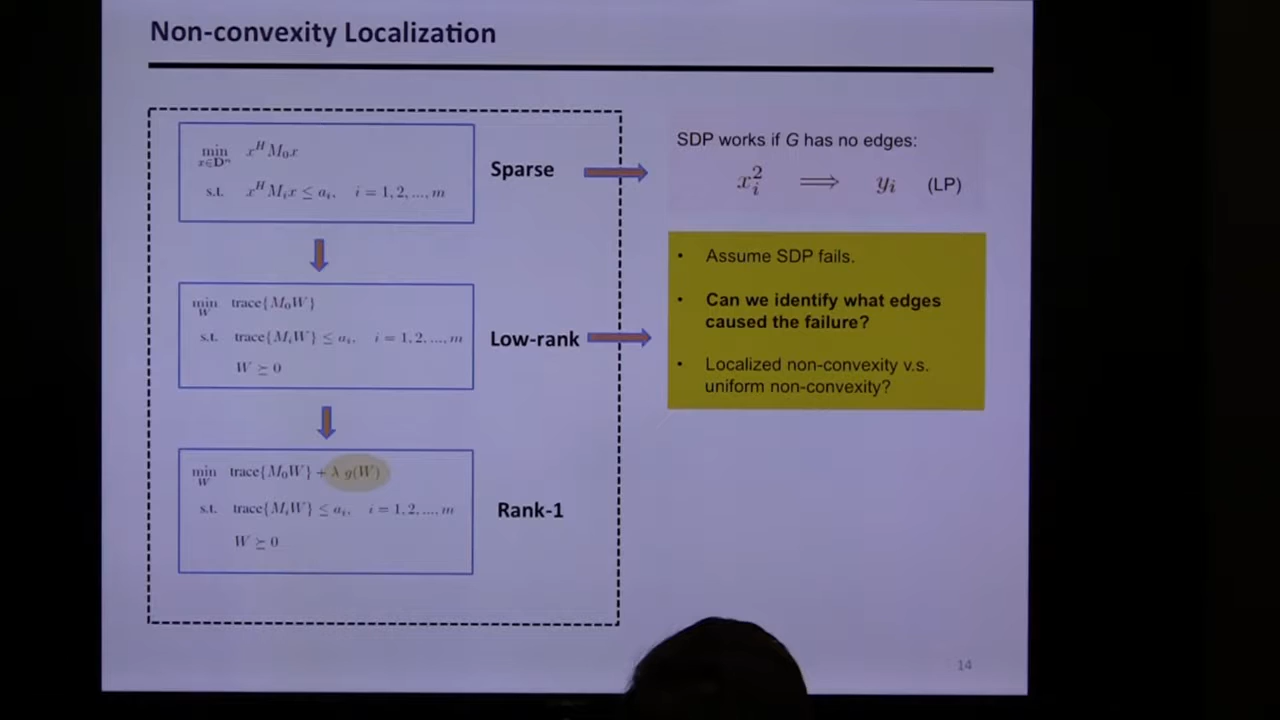 Non-convexity Localization
min x^H M_0 x
x∈D^n
s.t. x^H M_i x ≤ a_i, i = 1, 2, ..., m
Sparse
min trace{M_0 W}
W
s.t. trace{M_i W} ≤ a_i, i = 1, 2, ..., m
W ⪰ 0
Low-rank
min trace{M_0 W} + λ g(W)
W
s.t. trace{M_i W} ≤ a_i, i = 1, 2, ..., m
W ⪰ 0
Rank-1
SDP works if G has no edges:
x_i^2 ⟹ y_i (LP)
• Assume SDP fails.
• Can we identify what edges
caused the failure?
• Localized non-convexity v.s.
uniform non-convexity?
14